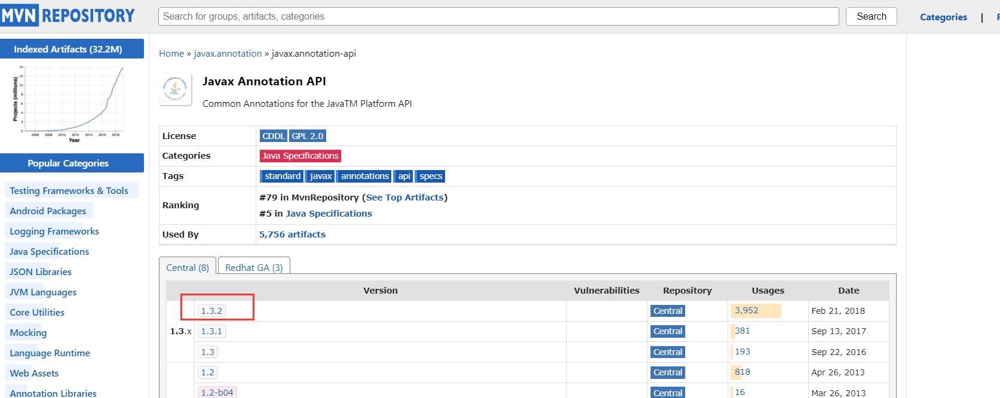 MVN REPOSITORY
Search for groups, artifacts, categories
Search
Categories |
Indexed Artifacts (32.2M)
Projects (millions)
14
12
10
8
6
4
2
0
2006 2008 2010 2012 2014 2016 2018
Year
Popular Categories
Testing Frameworks & Tools
Android Packages
Logging Frameworks
Java Specifications
JSON Libraries
JVM Languages
Core Utilities
Mocking
Language Runtime
Web Assets
Annotation Libraries
Home » javax.annotation » javax.annotation-api
Javax Annotation API
Common Annotations for the JavaTM Platform API
License CDDL GPL 2.0
Categories Java Specifications
Tags standard javax annotations api specs
Ranking #79 in MvnRepository (See Top Artifacts)
#5 in Java Specifications
Used By 5,756 artifacts
Central (8) Redhat GA (3)
Version Vulnerabilities Repository Usages Date
1.3.x
1.3.2 Central 3,952 Feb 21, 2018
1.3.1 Central 381 Sep 13, 2017
1.3 Central 193 Sep 22, 2016
1.2 Central 818 Apr 26, 2013
1.2-b04 Central 16 Mar 26, 2013